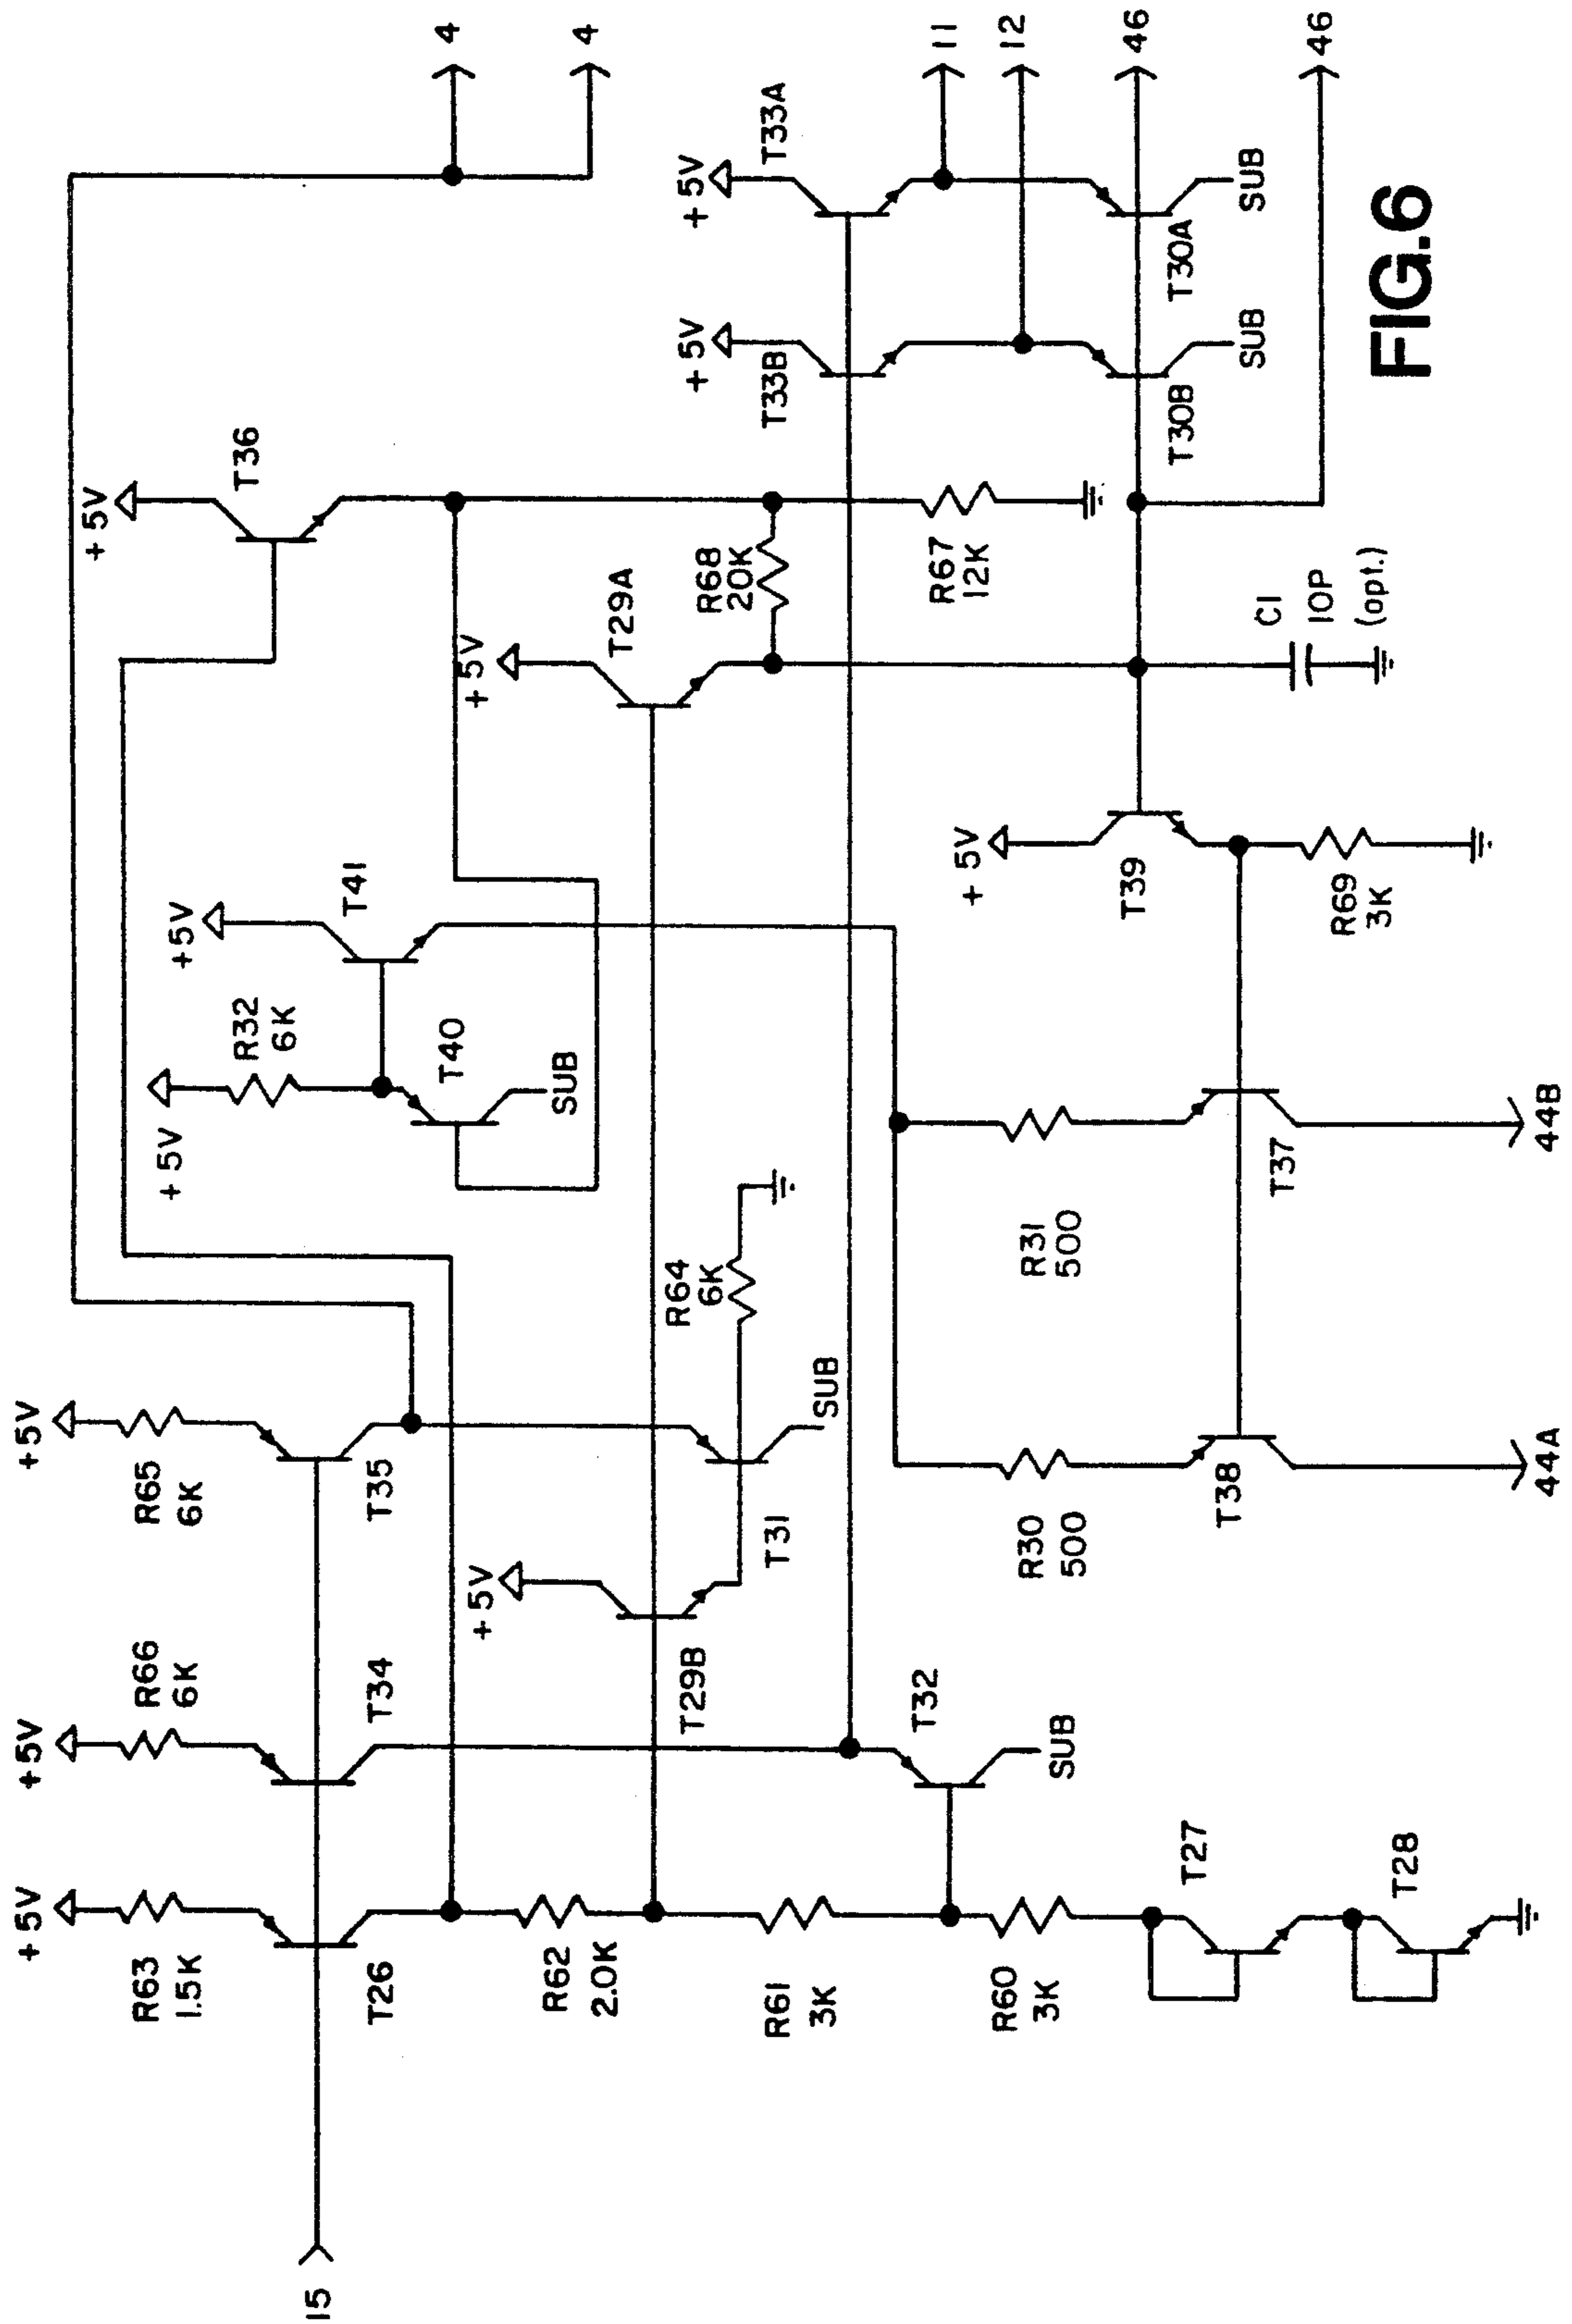 +5V
+5V
+5V
R63
1.5K
R66
6K
R65
6K
15
T26
T34
T35
+5V
R32
6K
+5V
T41
T40
SUB
+5V
T36
4
4
R62
2.0K
+5V
T29B
T31
R64
6K
SUB
+5V
T29A
R68
20K
R67
12K
+5V
T33B
+5V
T33A
11
12
46
46
R61
3K
T32
SUB
R60
3K
T27
T28
R30
500
R31
500
T38
T37
44A
44B
+5V
T39
R69
3K
C1
10P
(opt.)
T30B
SUB
T30A
SUB
FIG.6